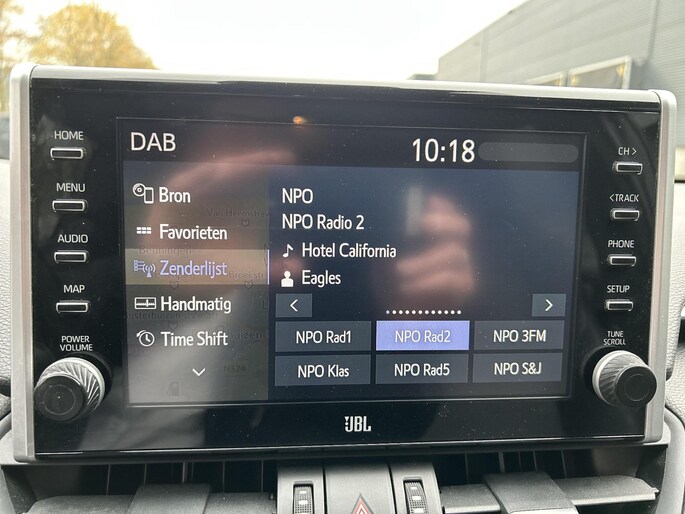 DAB
10:18
HOME
MENU
AUDIO
MAP
POWER
VOLUME
Bron
Favorieten
Zenderlijst
Handmatig
Time Shift
NPO
NPO Radio 2
Hotel California
Eagles
NPO Rad1
NPO Rad2
NPO 3FM
NPO Klas
NPO Rad5
NPO S&J
CH >
< TRACK
PHONE
SETUP
TUNE
SCROLL
JBL